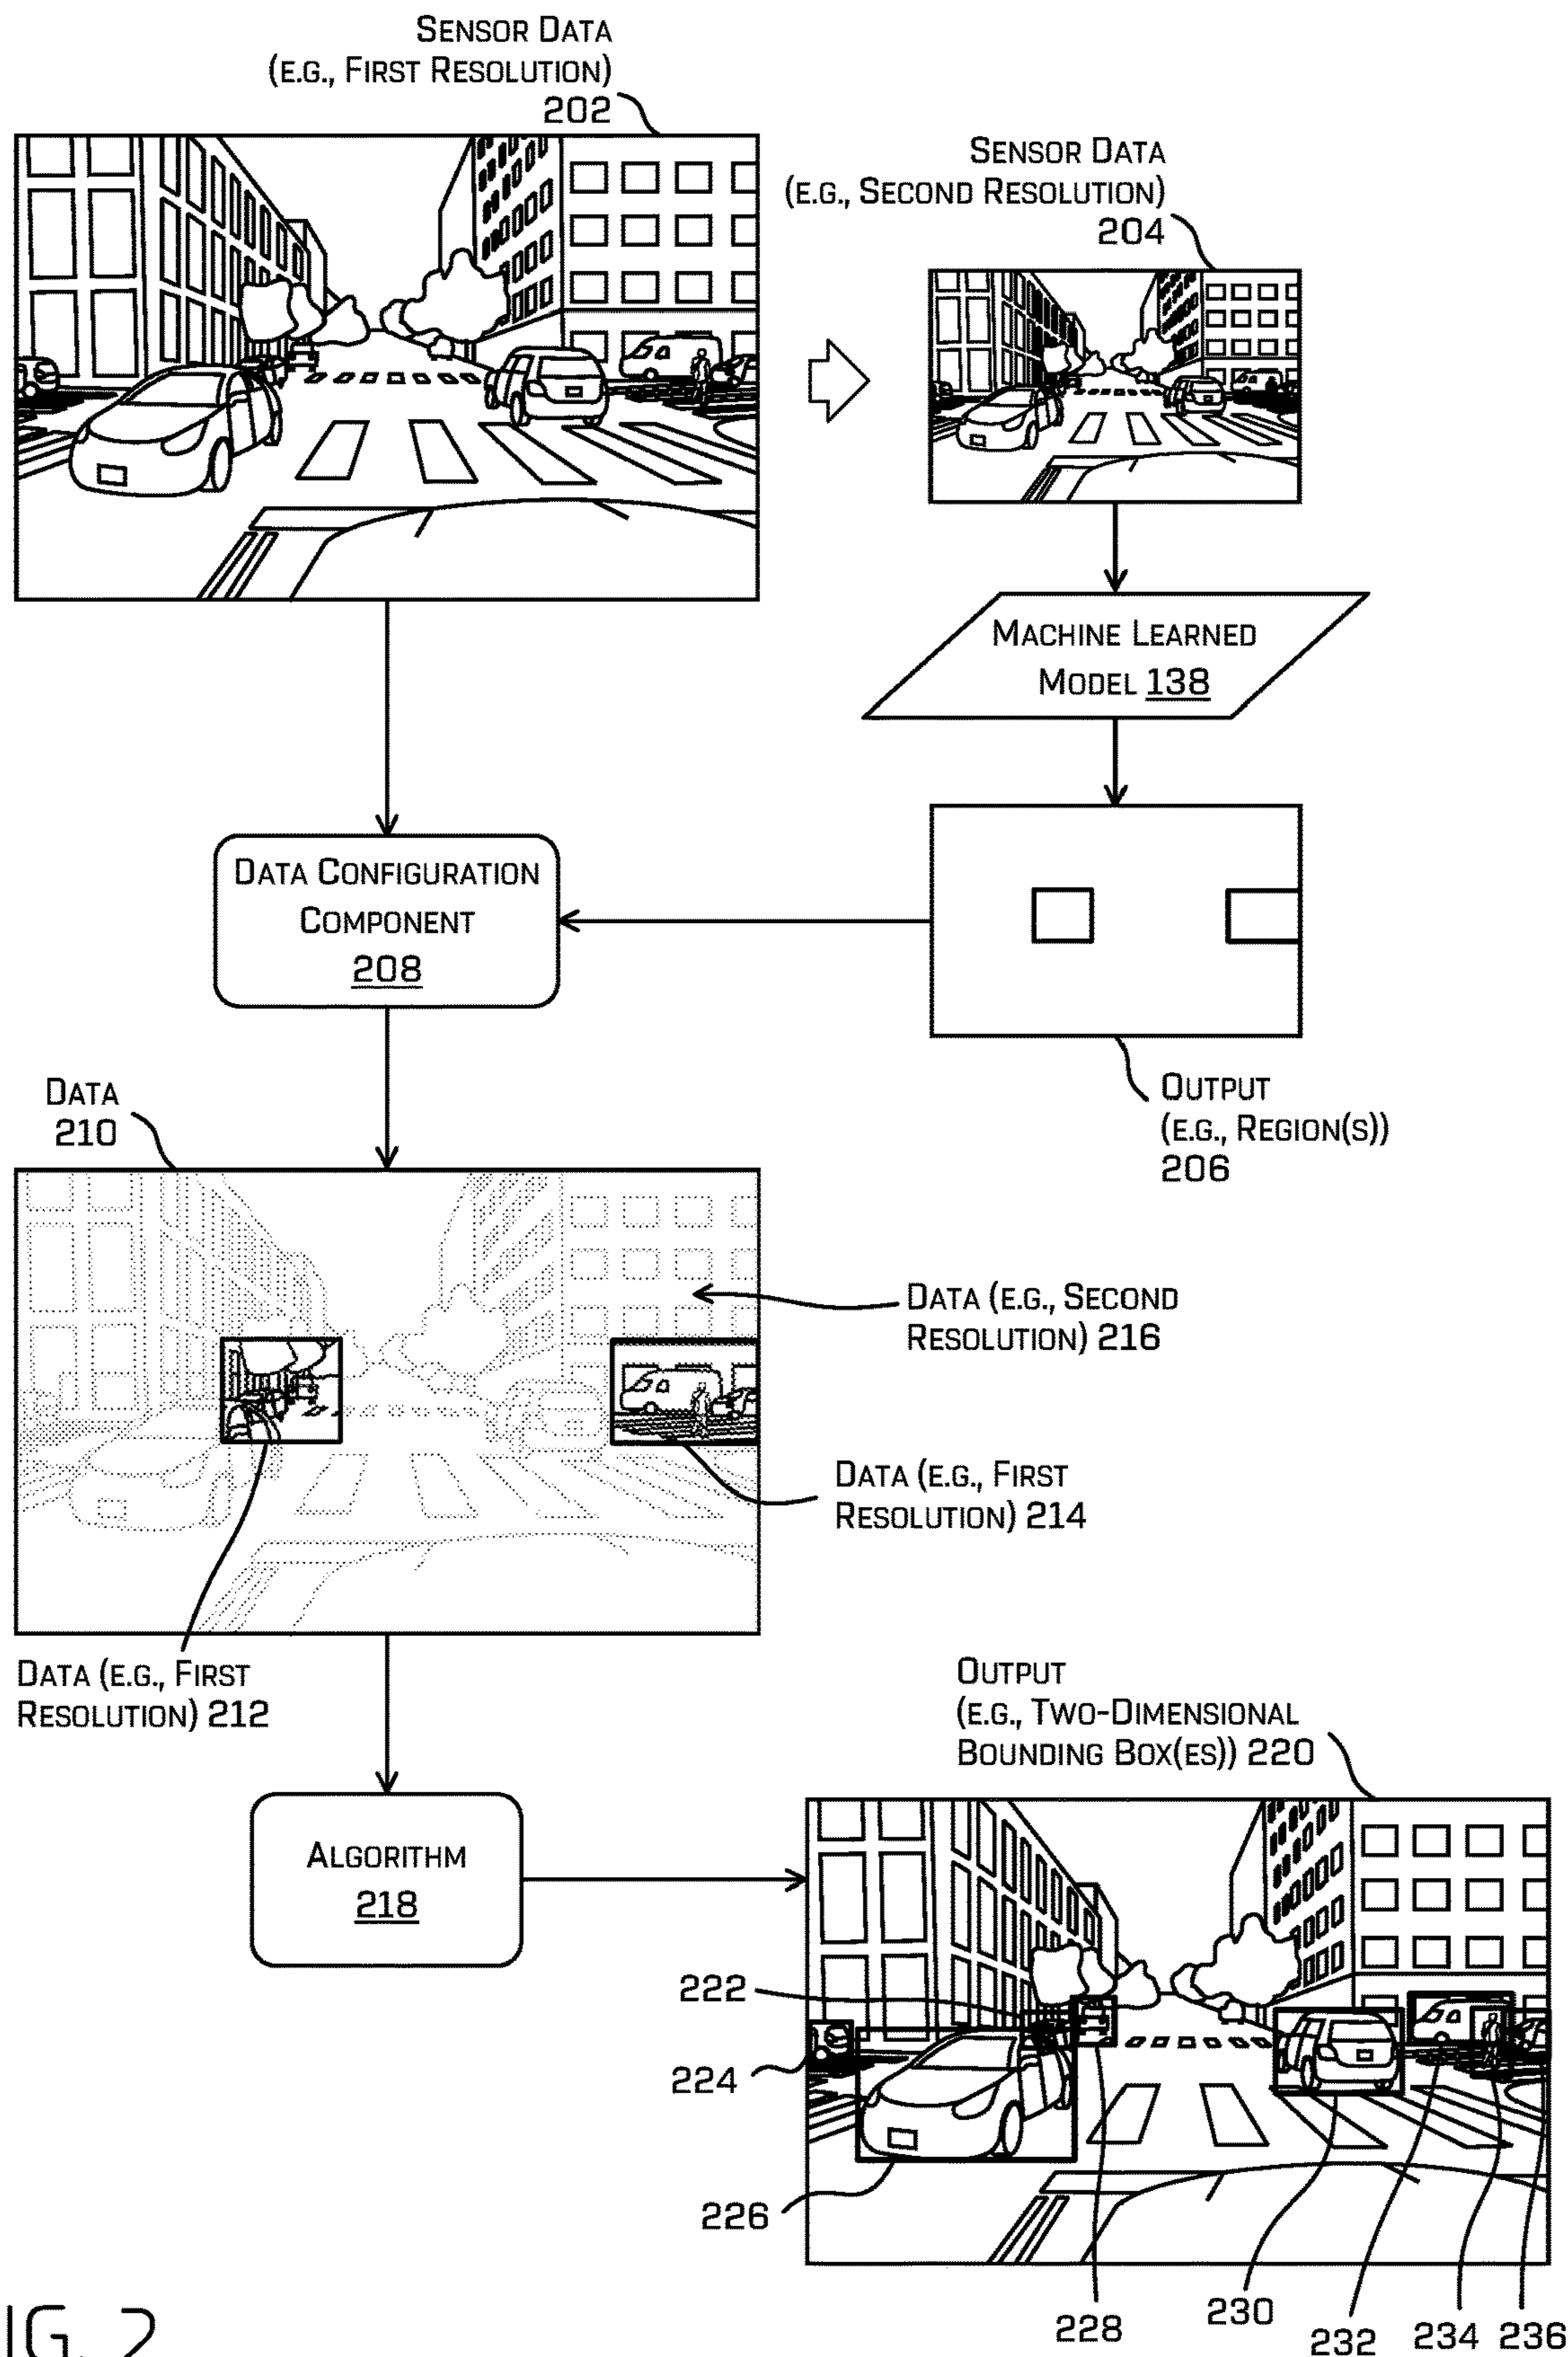 SENSOR DATA
(E.G., FIRST RESOLUTION)
202
SENSOR DATA
(E.G., SECOND RESOLUTION)
204
MACHINE LEARNED
MODEL 138
DATA CONFIGURATION
COMPONENT
208
OUTPUT
(E.G., REGION(S))
206
DATA
210
DATA (E.G., SECOND
RESOLUTION) 216
DATA (E.G., FIRST
RESOLUTION) 214
DATA (E.G., FIRST
RESOLUTION) 212
OUTPUT
(E.G., TWO-DIMENSIONAL
BOUNDING BOX(ES)) 220
ALGORITHM
218
222
224
226
228
230
232
234
236
IG. 2